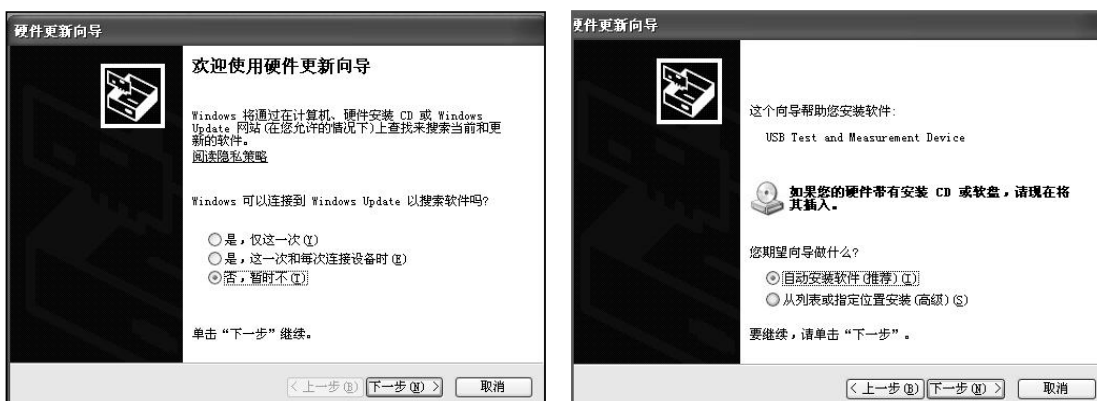 硬件更新向导
欢迎使用硬件更新向导
Windows 将通过在计算机、硬件安装 CD 或 Windows
Update 网站(在您允许的情况下)上查找来搜索当前和更
新的软件。
阅读隐私策略
Windows 可以连接到 Windows Update 以搜索软件吗?
是，仅这一次(Y)
是，这一次和每次连接设备时(E)
否，暂时不(T)
单击“下一步”继续。
< 上一步(B)
下一步(N) >
取消
更件更新向导
这个向导帮助您安装软件:
USB Test and Measurement Device
如果您的硬件带有安装 CD 或软盘，请现在将
其插入。
您期望向导做什么?
自动安装软件(推荐)(I)
从列表或指定位置安装(高级)(S)
要继续，请单击“下一步”。
< 上一步(B)
下一步(N) >
取消